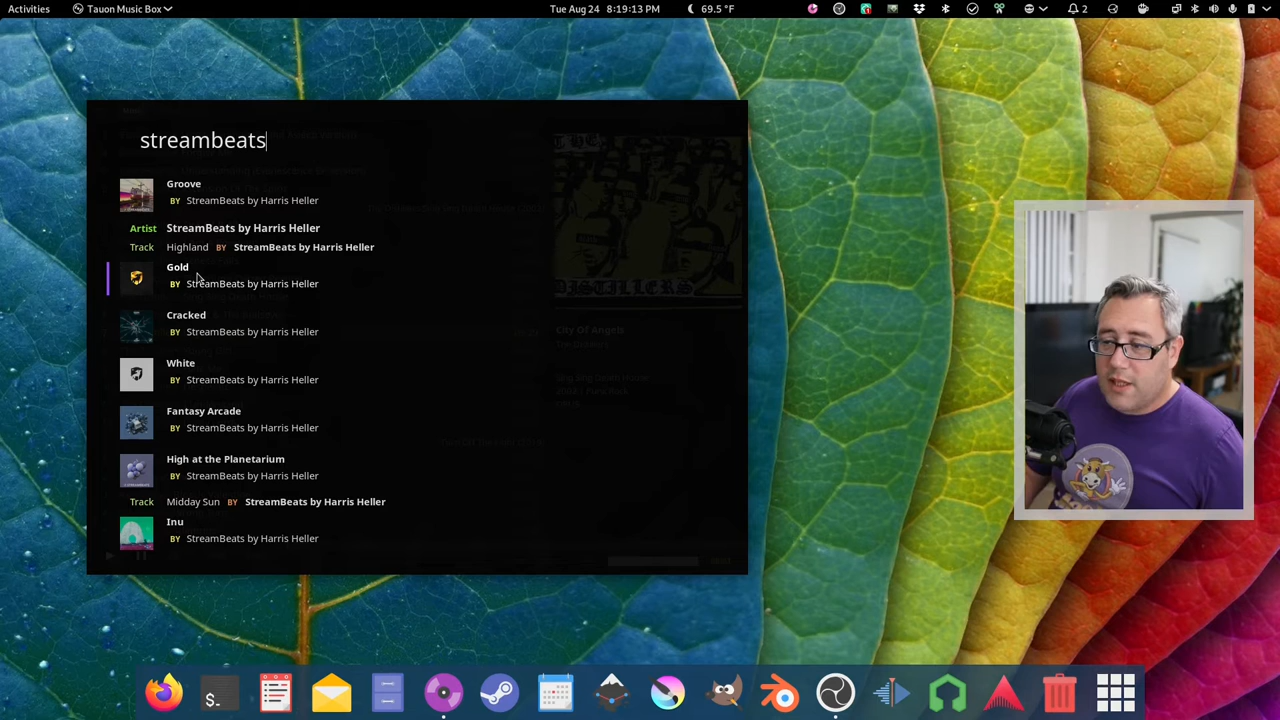 Activities
Tauon Music Box
Tue Aug 24 8:19:13 PM
69.5 °F
2
streambeats
Groove
BY StreamBeats by Harris Heller
Artist StreamBeats by Harris Heller
Track Highland BY StreamBeats by Harris Heller
Gold
BY StreamBeats by Harris Heller
Cracked
BY StreamBeats by Harris Heller
White
BY StreamBeats by Harris Heller
Fantasy Arcade
BY StreamBeats by Harris Heller
High at the Planetarium
BY StreamBeats by Harris Heller
Track Midday Sun BY StreamBeats by Harris Heller
Inu
BY StreamBeats by Harris Heller
City Of Angels
$_